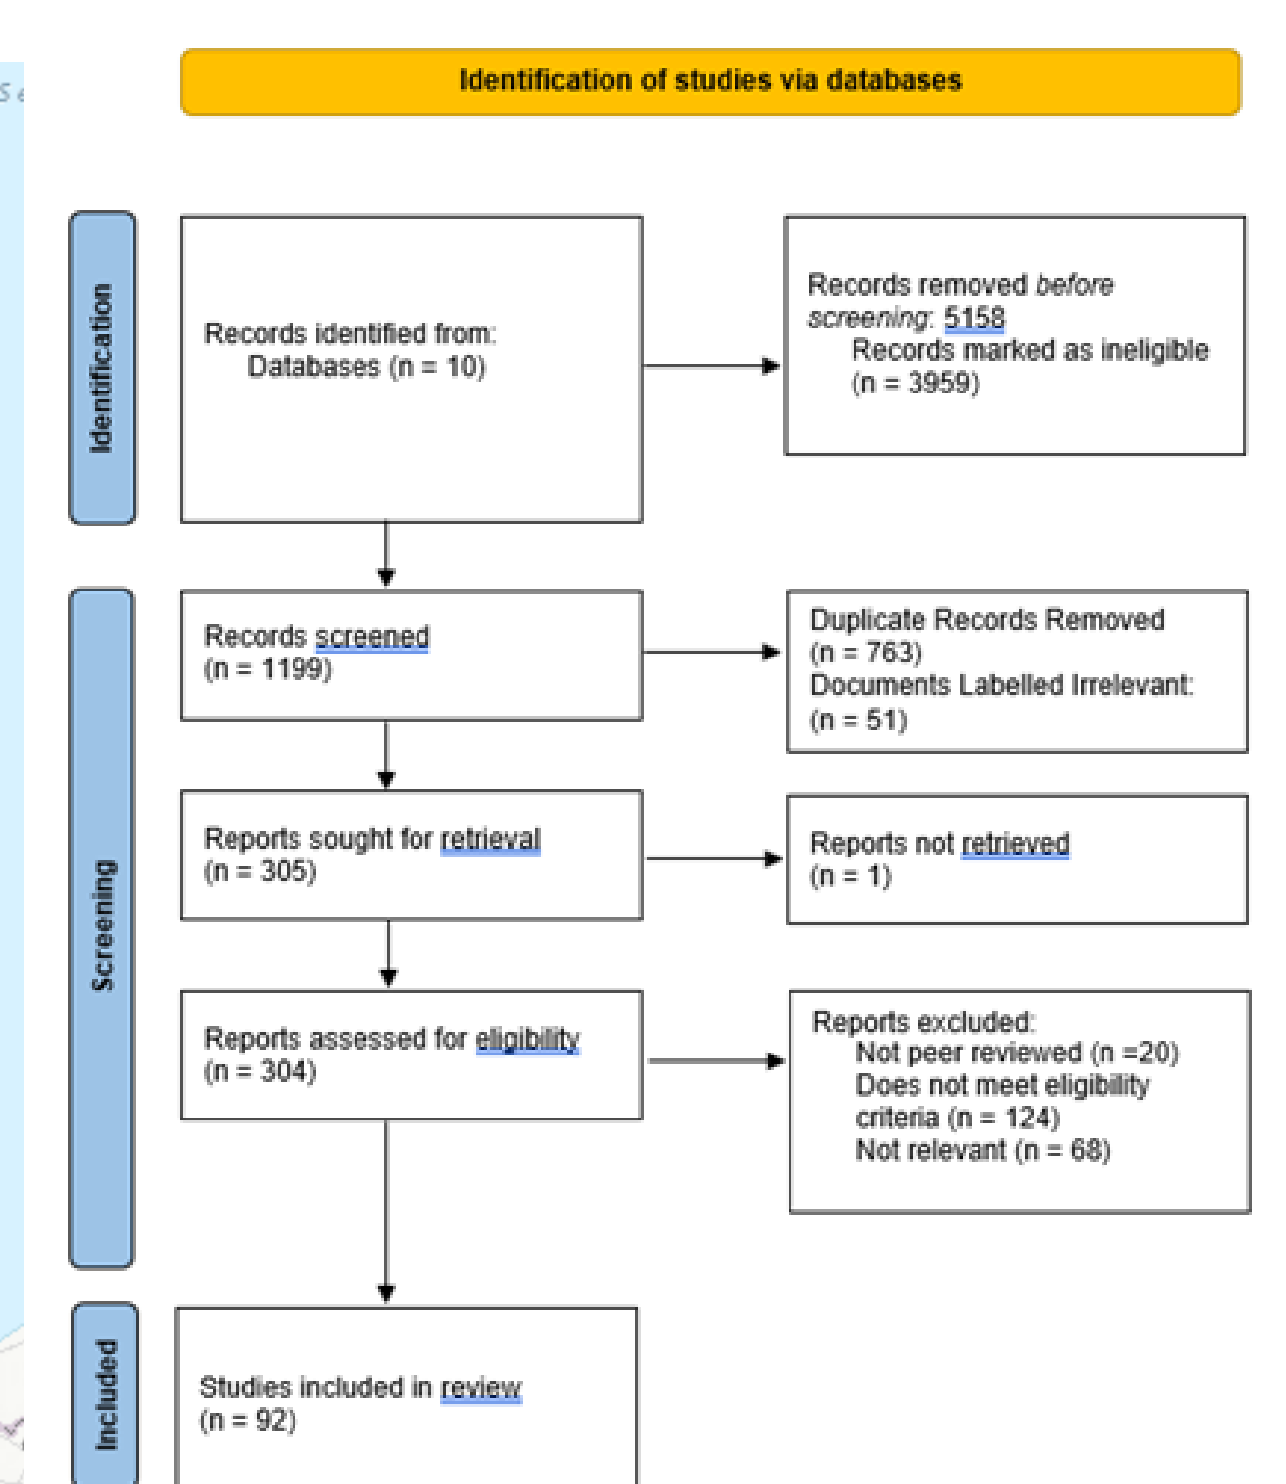 Identification of studies via databases
Identification
Records identified from:
Databases (n = 10)
Records removed before
screening: 5158
Records marked as ineligible
(n = 3959)
Screening
Records screened
(n = 1199)
Duplicate Records Removed
(n = 763)
Documents Labelled Irrelevant:
(n = 51)
Reports sought for retrieval
(n = 305)
Reports not retrieved
(n = 1)
Reports assessed for eligibility
(n = 304)
Reports excluded:
Not peer reviewed (n =20)
Does not meet eligibility
criteria (n = 124)
Not relevant (n = 68)
Included
Studies included in review
(n = 92)